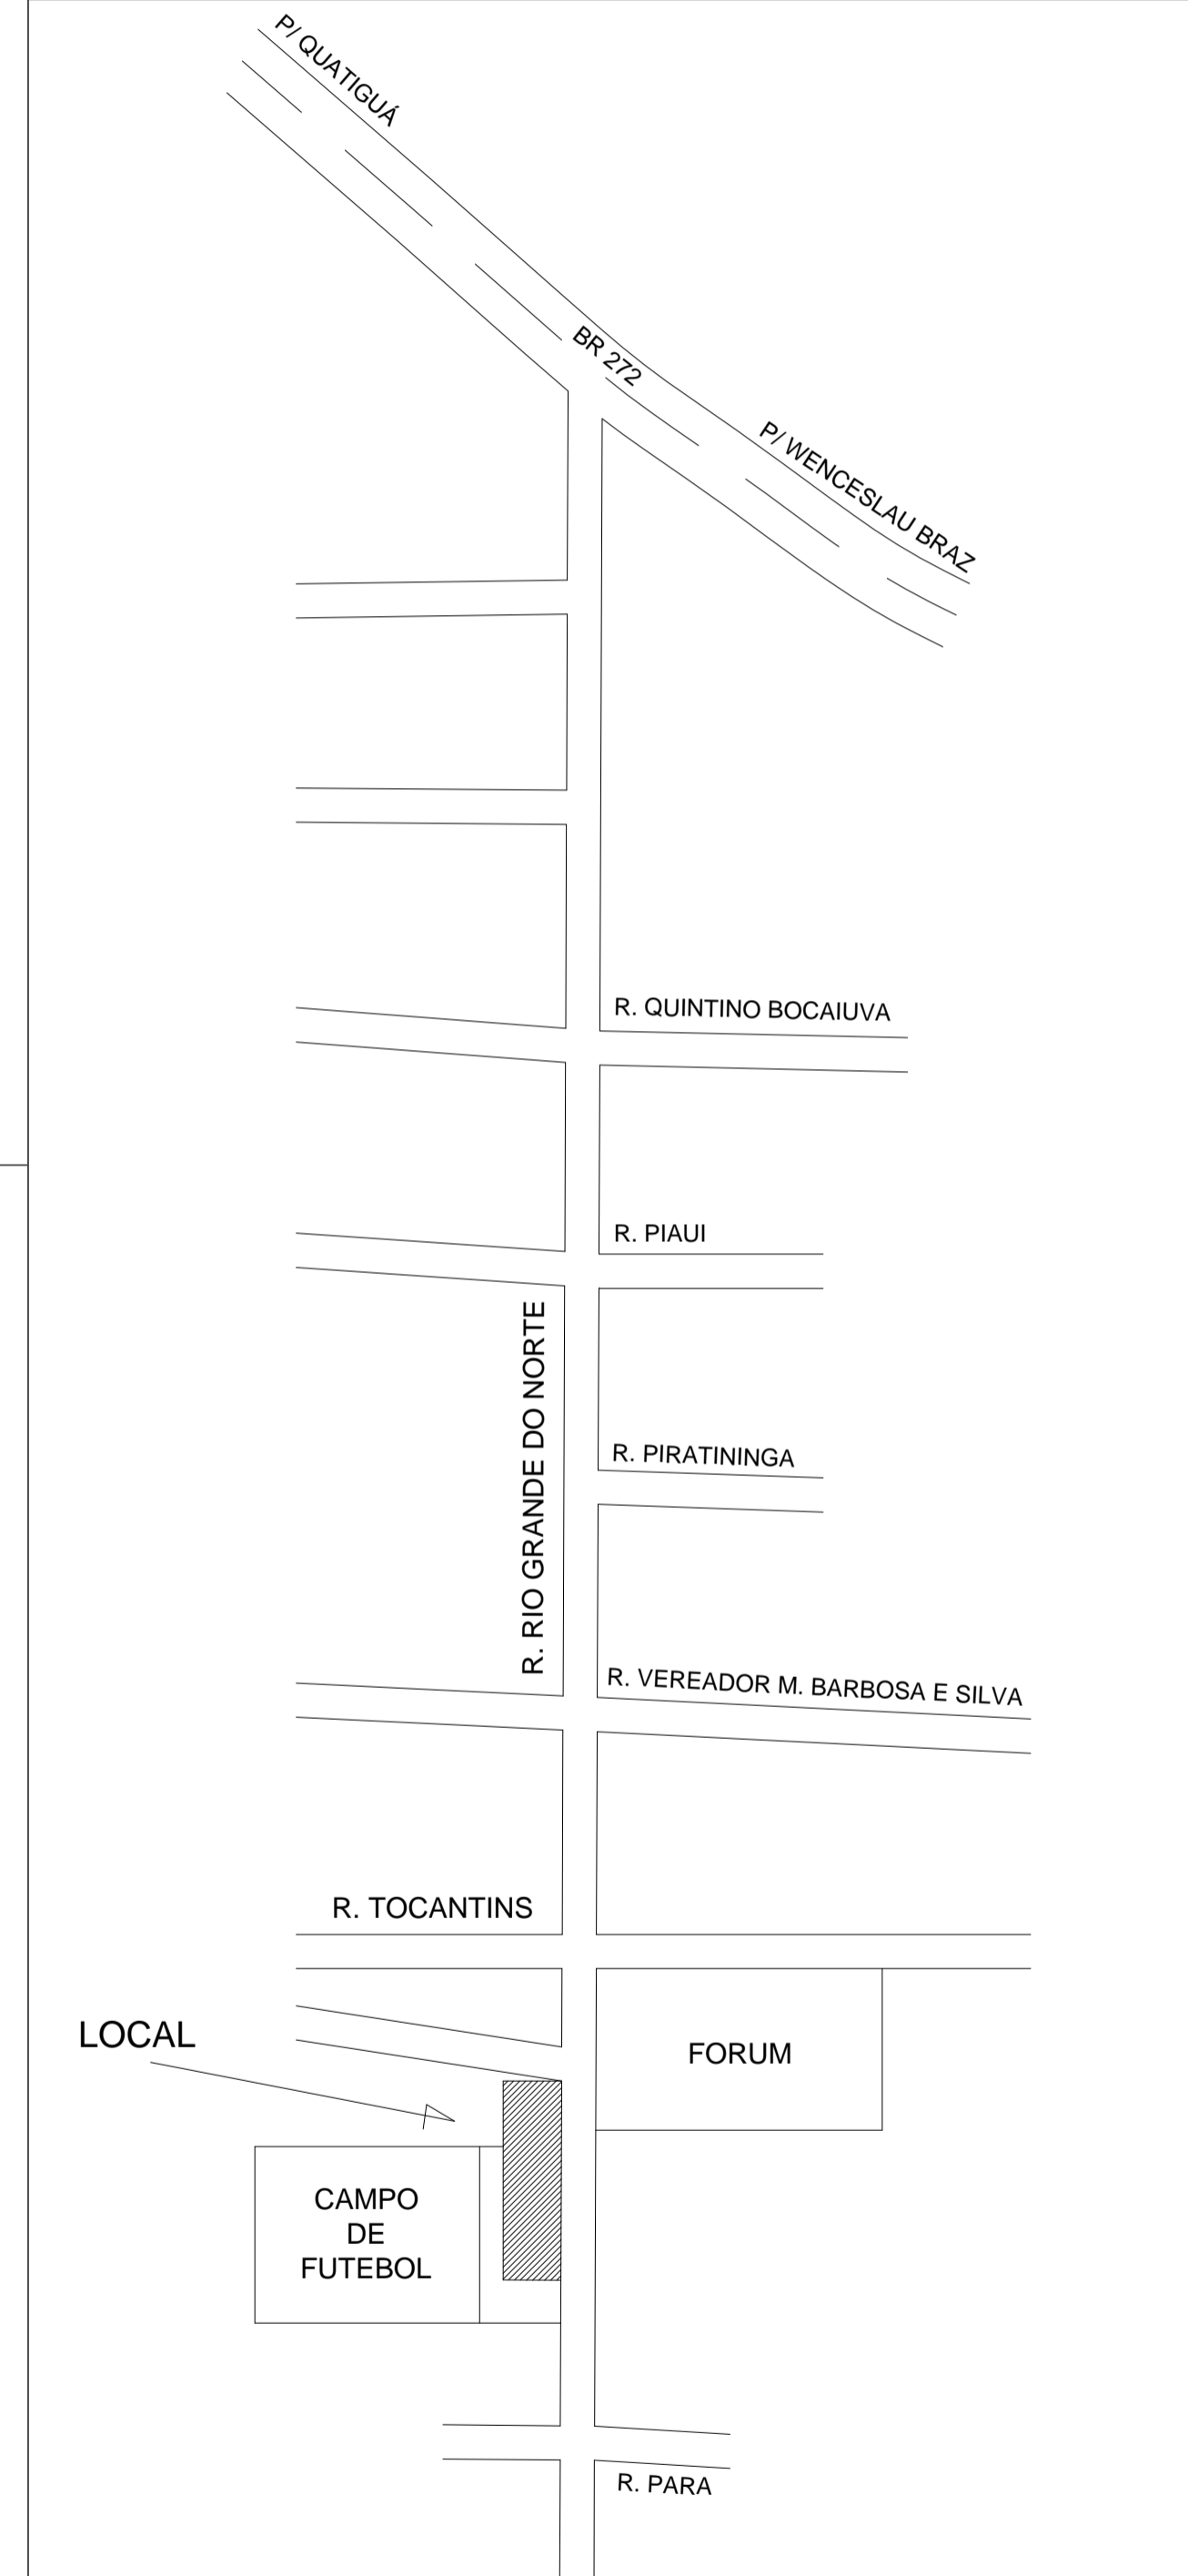 P/ QUATIGUÁ
BR 272
P/ WENCESLAU BRAZ
R. QUINTINO BOCAIUVA
R. PIAUI
R. RIO GRANDE DO NORTE
R. PIRATININGA
R. VEREADOR M. BARBOSA E SILVA
R. TOCANTINS
LOCAL
FORUM
CAMPO
DE
FUTEBOL
R. PARA